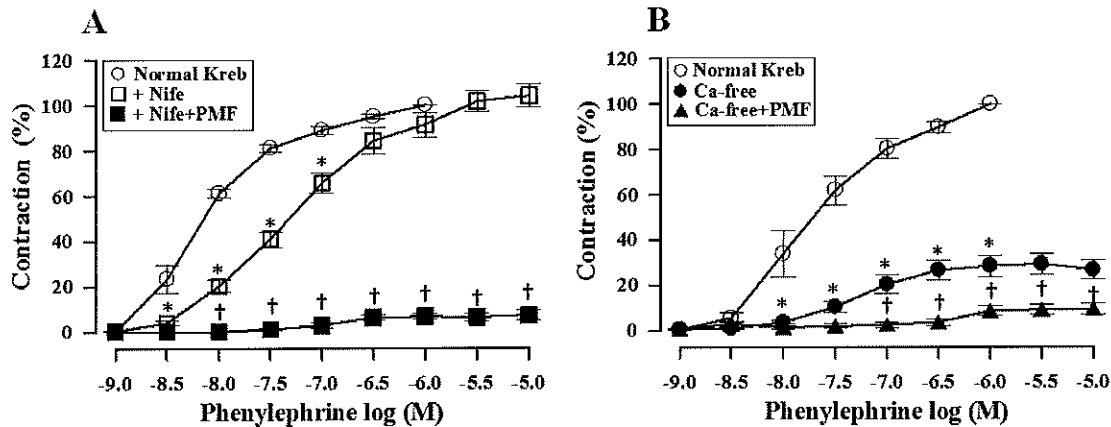 A
Normal Kreb
+ Nife
+ Nife+PMF
Contraction (%)
120
100
80
60
40
20
0
*
*
*
*
†
†
†
†
†
†
†
-9.0 -8.5 -8.0 -7.5 -7.0 -6.5 -6.0 -5.5 -5.0
Phenylephrine log (M)
B
Normal Kreb
Ca-free
Ca-free+PMF
Contraction (%)
120
100
80
60
40
20
0
*
*
*
*
*
†
†
†
†
†
-9.0 -8.5 -8.0 -7.5 -7.0 -6.5 -6.0 -5.5 -5.0
Phenylephrine log (M)